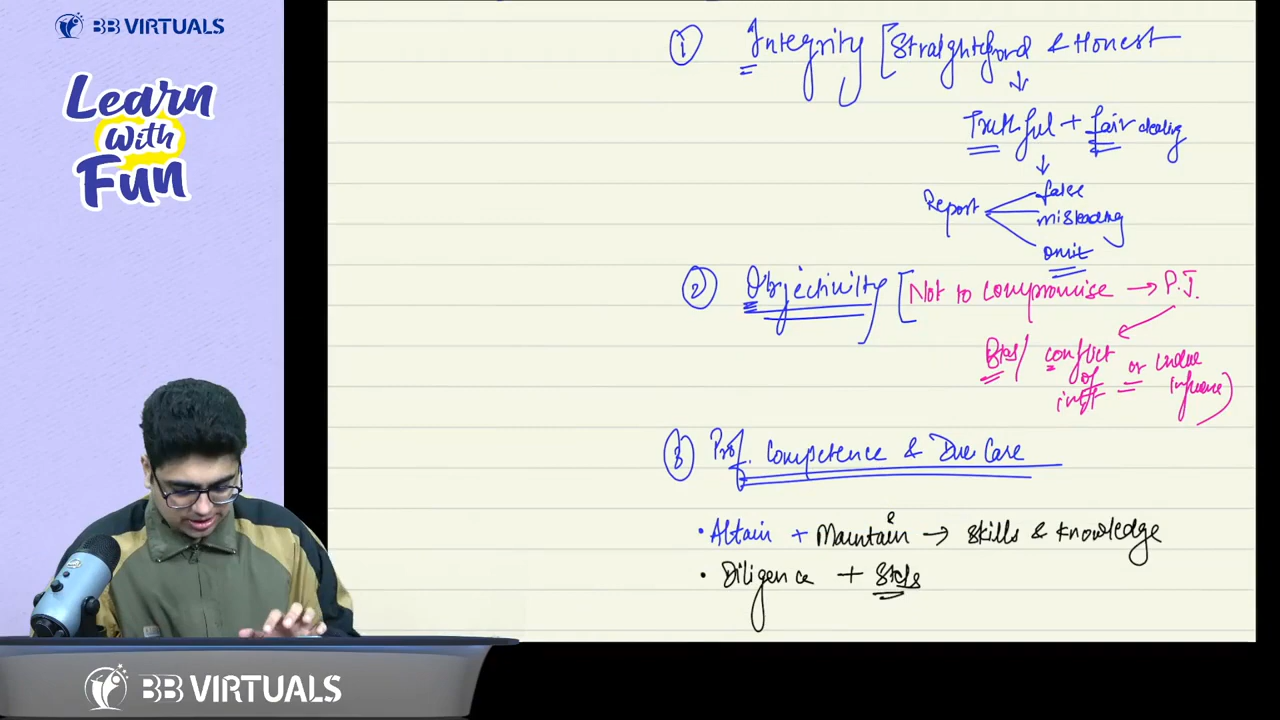 BB VIRTUALS
Learn
with
Fun
① Integrity [Straightforward & Honest
↓
Truthful + fair dealing
↓
Report false
misleading
omit
② Objectivity [Not to compromise → P.J.
Bias/ conflict of intst or undue influence)
③ Prof. Competence & Due Care
• Attain + Maintain → Skills & knowledge
• Diligence + Stds
BB VIRTUALS